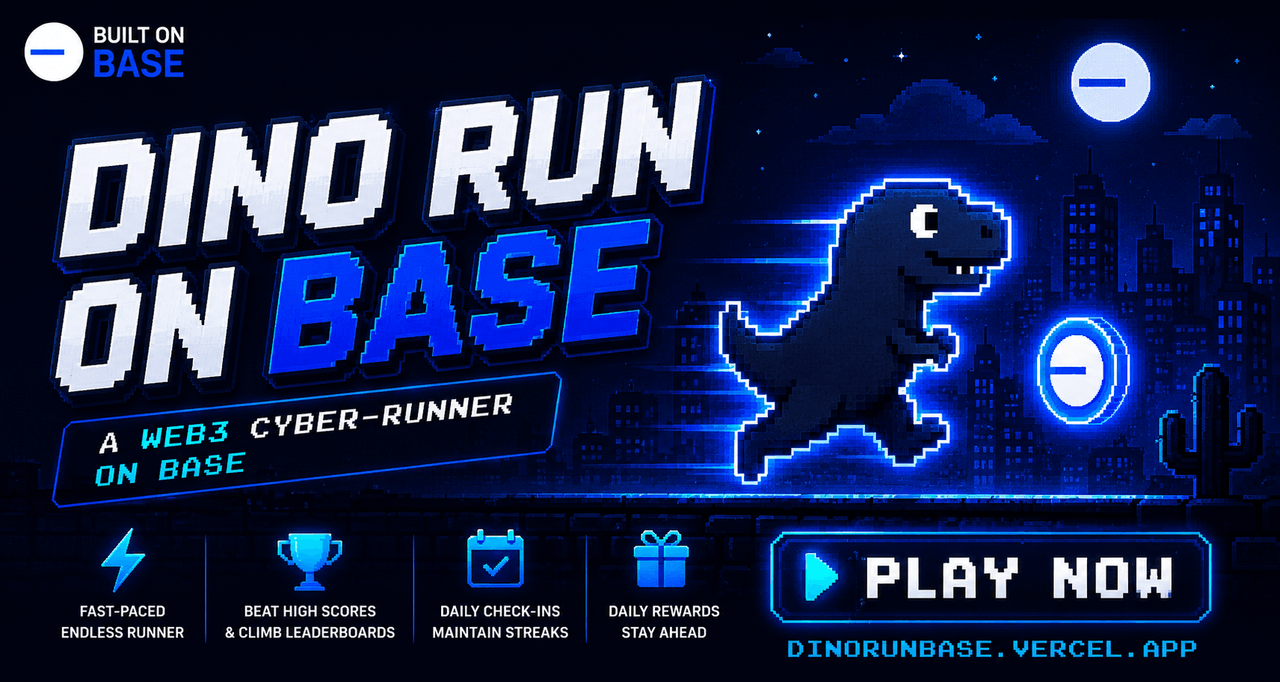 BUILT ON
BASE
DINO RUN
ON BASE
A WEB3 CYBER-RUNNER
ON BASE
FAST-PACED
ENDLESS RUNNER
BEAT HIGH SCORES
& CLIMB LEADERBOARDS
DAILY CHECK-INS
MAINTAIN STREAKS
DAILY REWARDS
STAY AHEAD
PLAY NOW
DINORUNBASE.VERCEL.APP